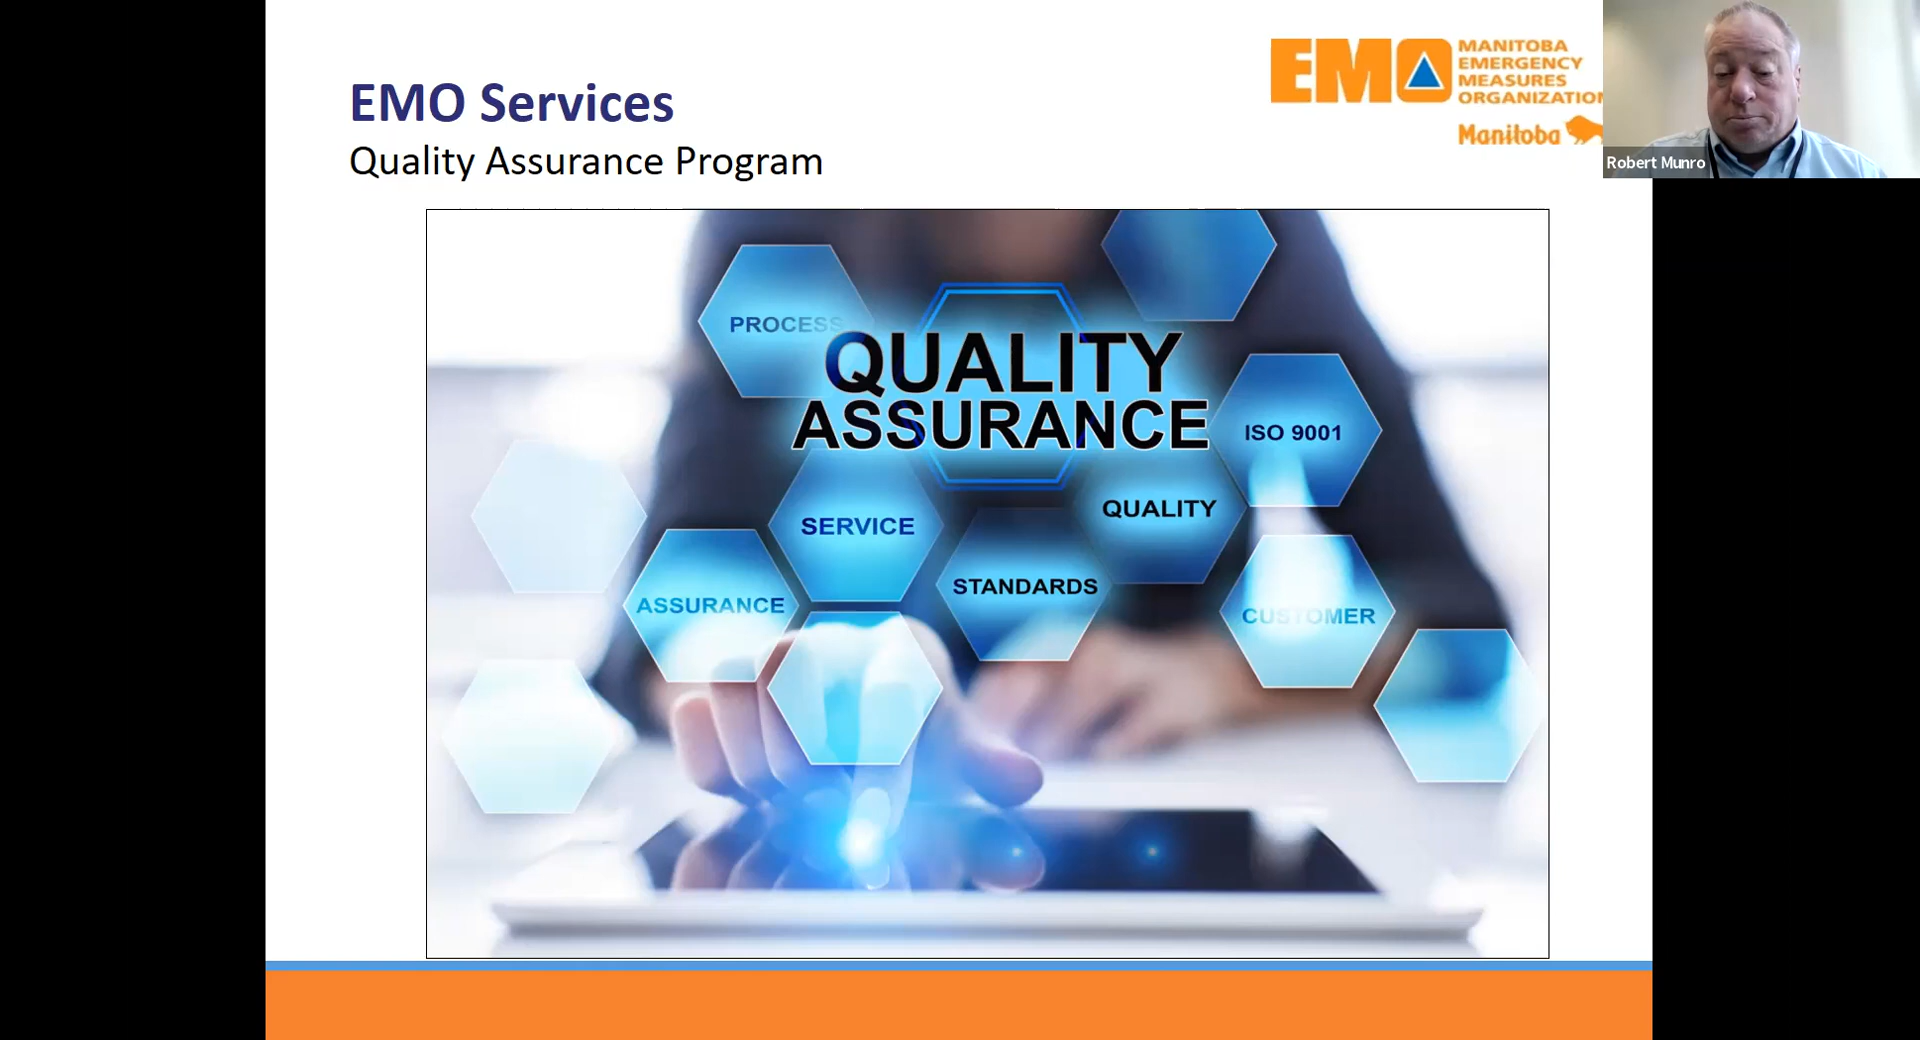 EMO Services
Quality Assurance Program
EMO
MANITOBA
EMERGENCY
MEASURES
ORGANIZATION
Manitoba
Robert Munro
PROCESS
QUALITY
ASSURANCE
ISO 9001
QUALITY
SERVICE
STANDARDS
ASSURANCE
CUSTOMER